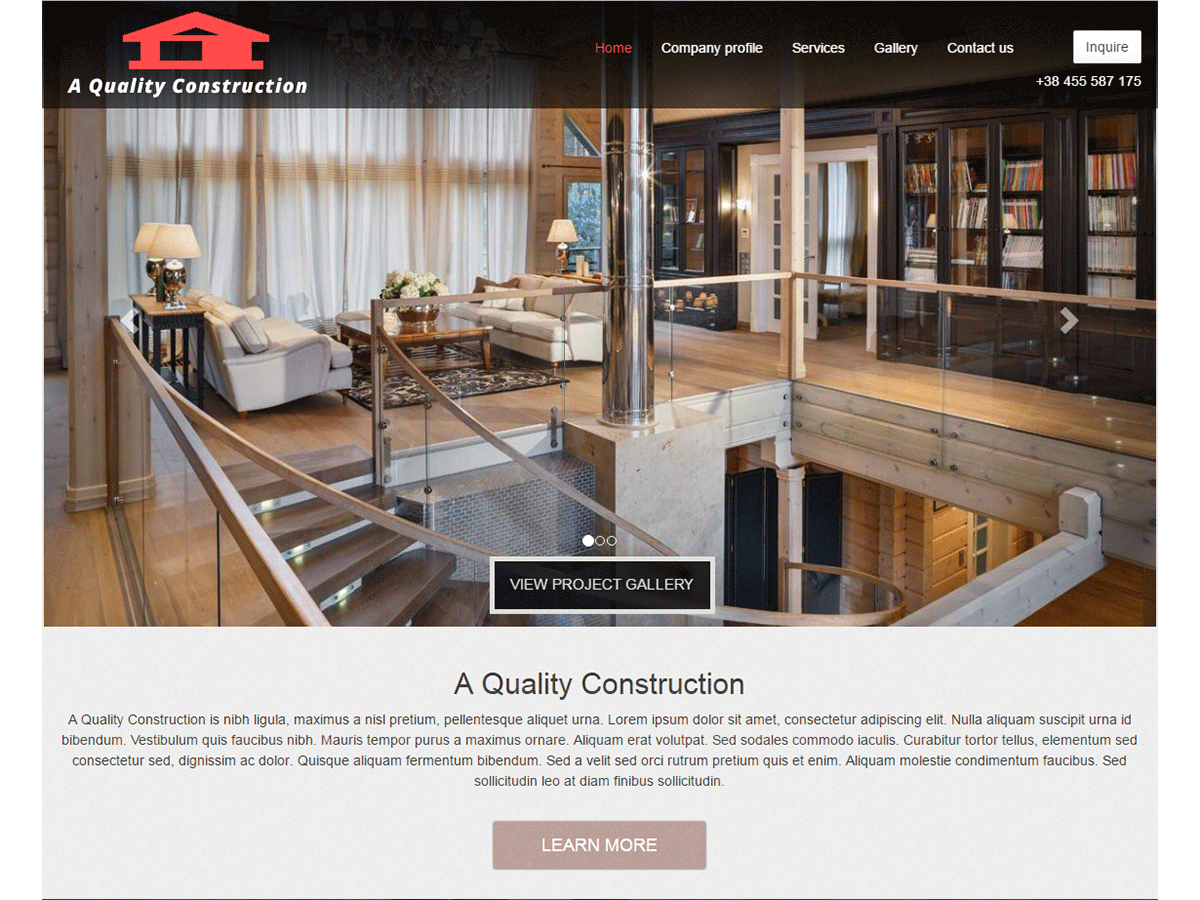 A Quality Construction
Home Company profile Services Gallery Contact us Inquire
+38 455 587 175
VIEW PROJECT GALLERY
A Quality Construction
A Quality Construction is nibh ligula, maximus a nisl pretium, pellentesque aliquet urna. Lorem ipsum dolor sit amet, consectetur adipiscing elit. Nulla aliquam suscipit urna id
bibendum. Vestibulum quis faucibus nibh. Mauris tempor purus a maximus ornare. Aliquam erat volutpat. Sed sodales commodo iaculis. Curabitur tortor tellus, elementum sed
consectetur sed, dignissim ac dolor. Quisque aliquam fermentum bibendum. Sed a velit sed orci rutrum pretium quis et enim. Aliquam molestie condimentum faucibus. Sed
sollicitudin leo at diam finibus sollicitudin.
LEARN MORE